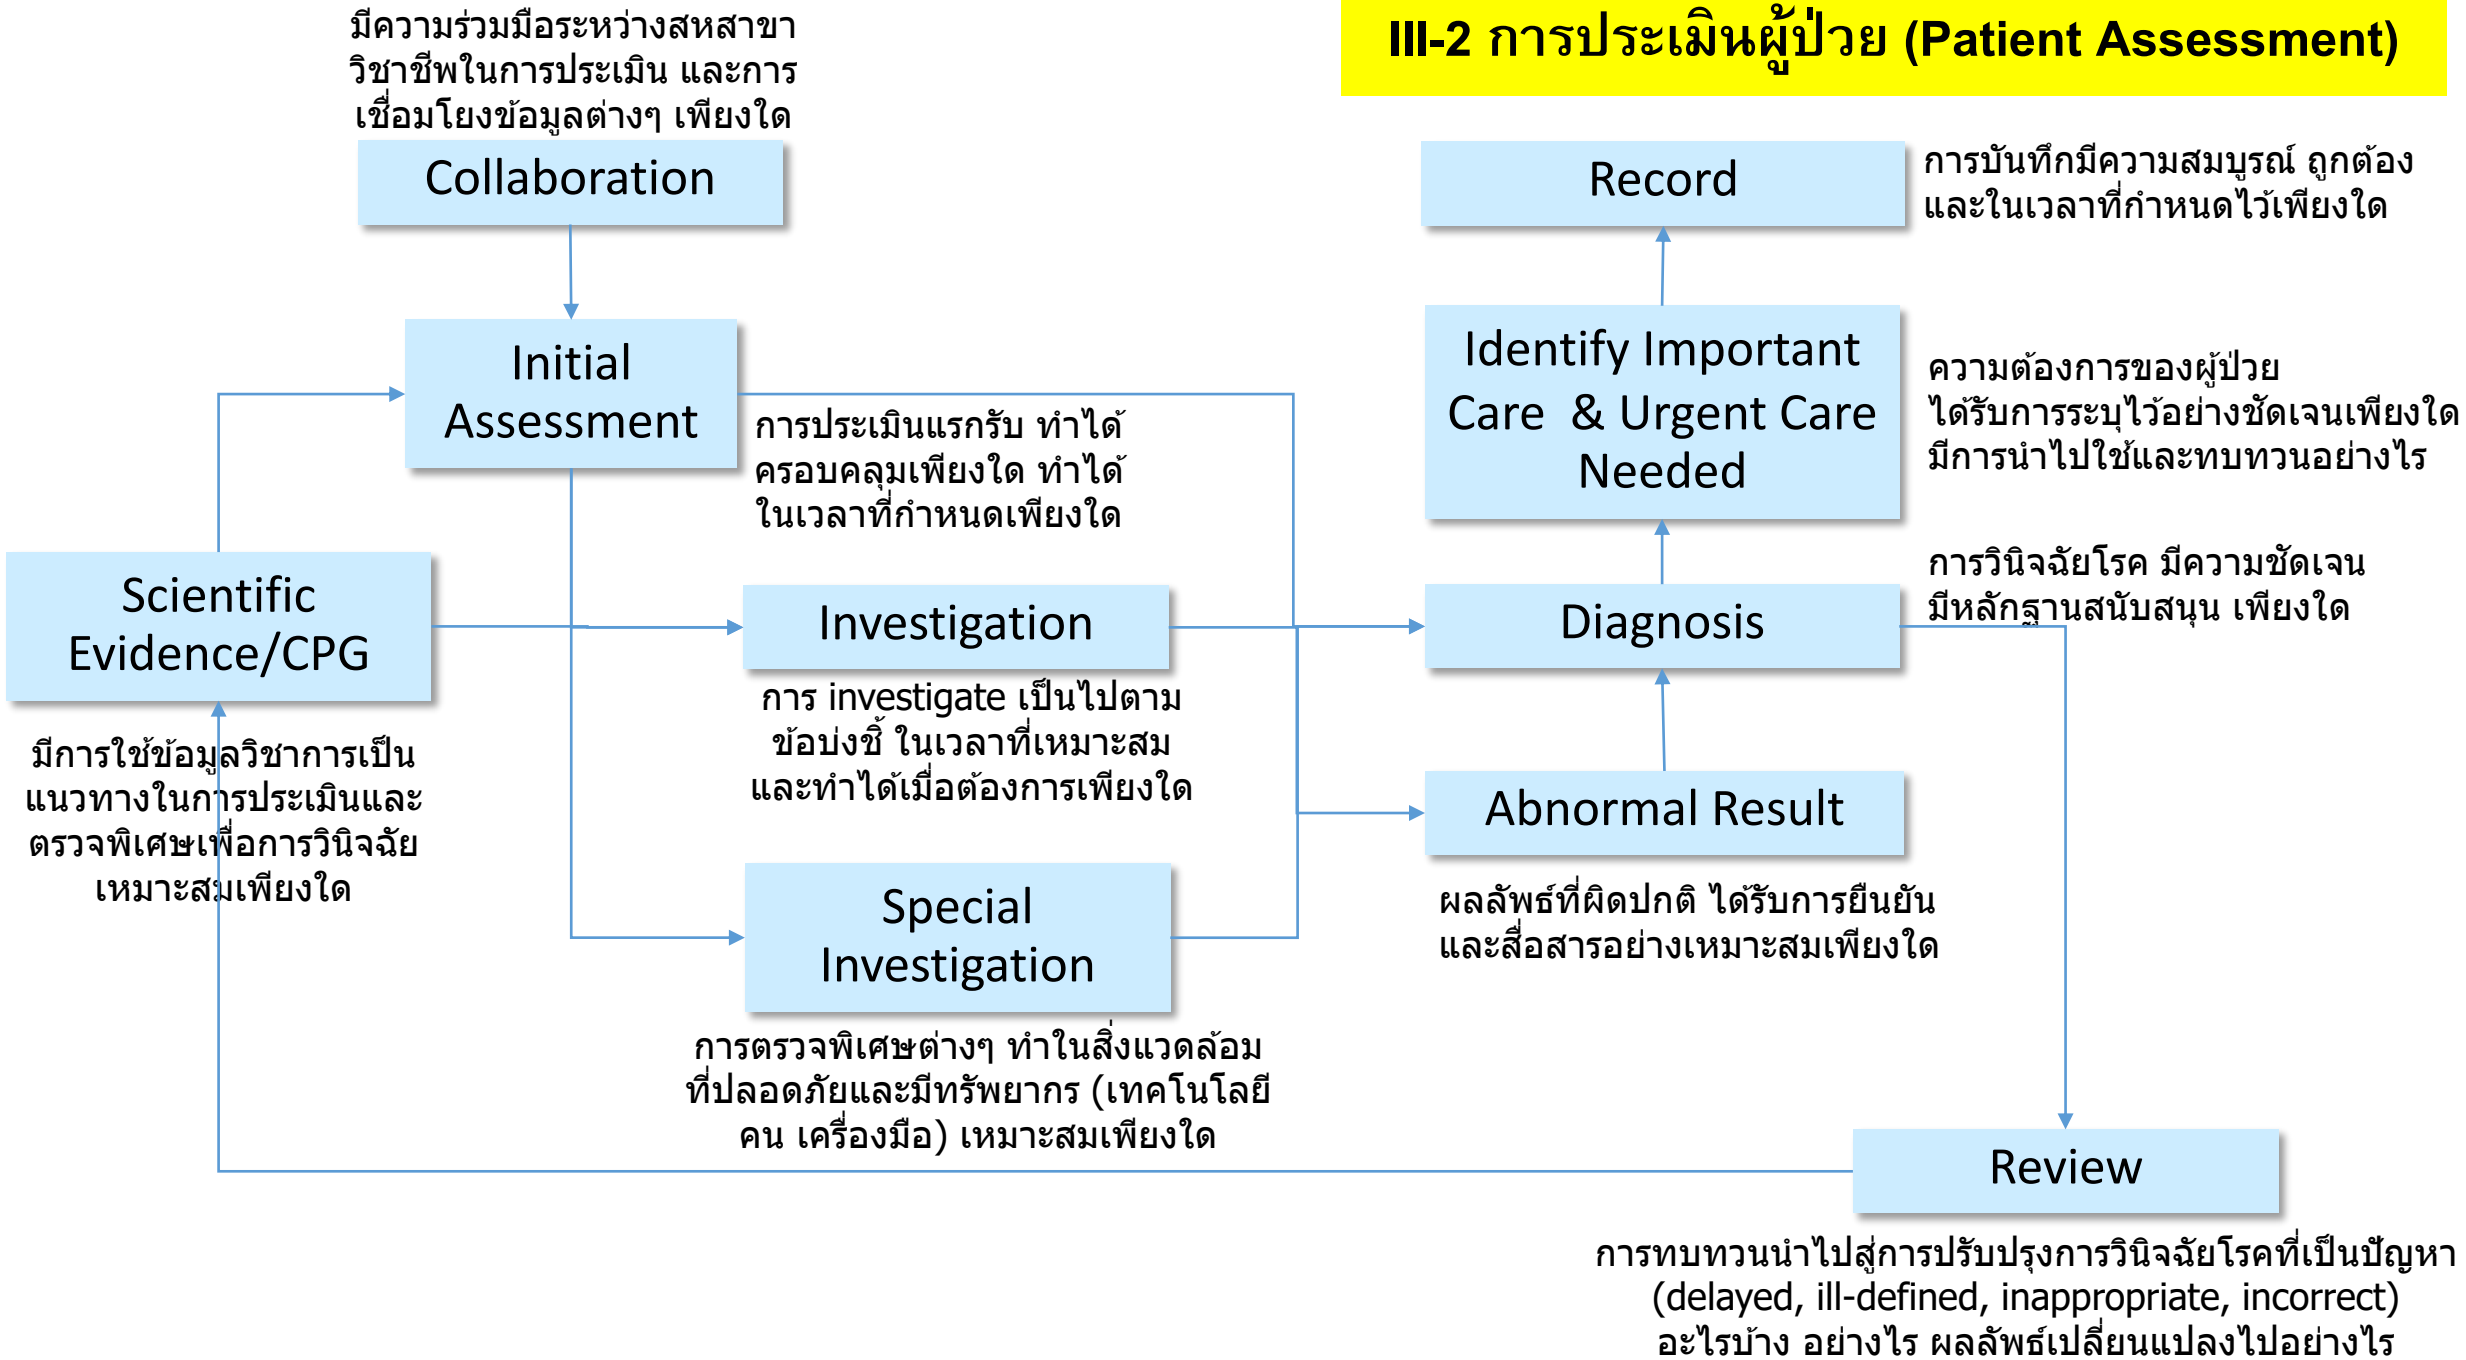 III-2 การประเมินผู้ป่วย (Patient Assessment)
มีความร่วมมือระหว่างสหสาขา
วิชาชีพในการประเมิน และการ
เชื่อมโยงข้อมูลต่างๆ เพียงใด
Collaboration
Initial
Assessment
การประเมินแรกรับ ทำได้
ครอบคลุมเพียงใด ทำได้
ในเวลาที่กำหนดเพียงใด
Scientific
Evidence/CPG
มีการใช้ข้อมูลวิชาการเป็น
แนวทางในการประเมินและ
ตรวจพิเศษเพื่อการวินิจฉัย
เหมาะสมเพียงใด
Investigation
การ investigate เป็นไปตาม
ข้อบ่งชี้ ในเวลาที่เหมาะสม
และทำได้เมื่อต้องการเพียงใด
Special
Investigation
การตรวจพิเศษต่างๆ ทำในสิ่งแวดล้อม
ที่ปลอดภัยและมีทรัพยากร (เทคโนโลยี
คน เครื่องมือ) เหมาะสมเพียงใด
Record
การบันทึกมีความสมบูรณ์ ถูกต้อง
และในเวลาที่กำหนดไว้เพียงใด
Identify Important
Care & Urgent Care
Needed
ความต้องการของผู้ป่วย
ได้รับการระบุไว้อย่างชัดเจนเพียงใด
มีการนำไปใช้และทบทวนอย่างไร
Diagnosis
การวินิจฉัยโรค มีความชัดเจน
มีหลักฐานสนับสนุน เพียงใด
Abnormal Result
ผลลัพธ์ที่ผิดปกติ ได้รับการยืนยัน
และสื่อสารอย่างเหมาะสมเพียงใด
Review
การทบทวนนำไปสู่การปรับปรุงการวินิจฉัยโรคที่เป็นปัญหา
(delayed, ill-defined, inappropriate, incorrect)
อะไรบ้าง อย่างไร ผลลัพธ์เปลี่ยนแปลงไปอย่างไร